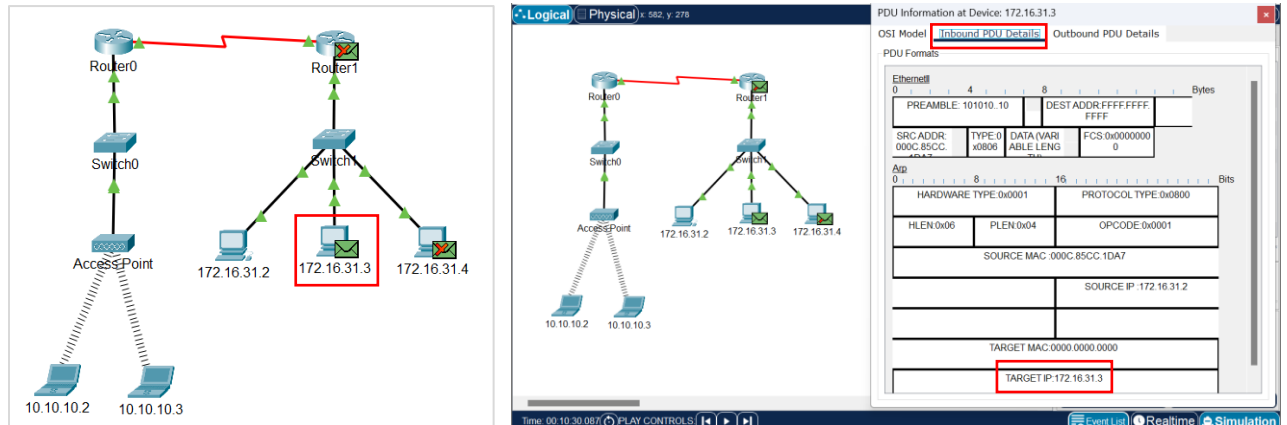 Router0
Router1
Switch0
Switch1
Access Point
172.16.31.2
172.16.31.3
172.16.31.4
10.10.10.2
10.10.10.3
Logical
Physical
x: 582, y: 278
Router0
Router1
Switch0
Switch1
Access Point
172.16.31.2
172.16.31.3
172.16.31.4
10.10.10.2
10.10.10.3
Time: 00:10:30.087
PLAY CONTROLS:
Event List
Realtime
Simulation
PDU Information at Device: 172.16.31.3
OSI Model
Inbound PDU Details
Outbound PDU Details
PDU Formats
EthernetII
0 4 8 Bytes
PREAMBLE: 101010..10
DEST ADDR:FFFF.FFFF.
FFFF
SRC ADDR:
000C.85CC.
1DA7
TYPE:0
x0806
DATA (VARI
ABLE LENG
TH)
FCS:0x0000000
0
Arp
0 8 16 Bits
HARDWARE TYPE:0x0001
PROTOCOL TYPE:0x0800
HLEN:0x06
PLEN:0x04
OPCODE:0x0001
SOURCE MAC :000C.85CC.1DA7
SOURCE IP :172.16.31.2
TARGET MAC:0000.0000.0000
TARGET IP:172.16.31.3